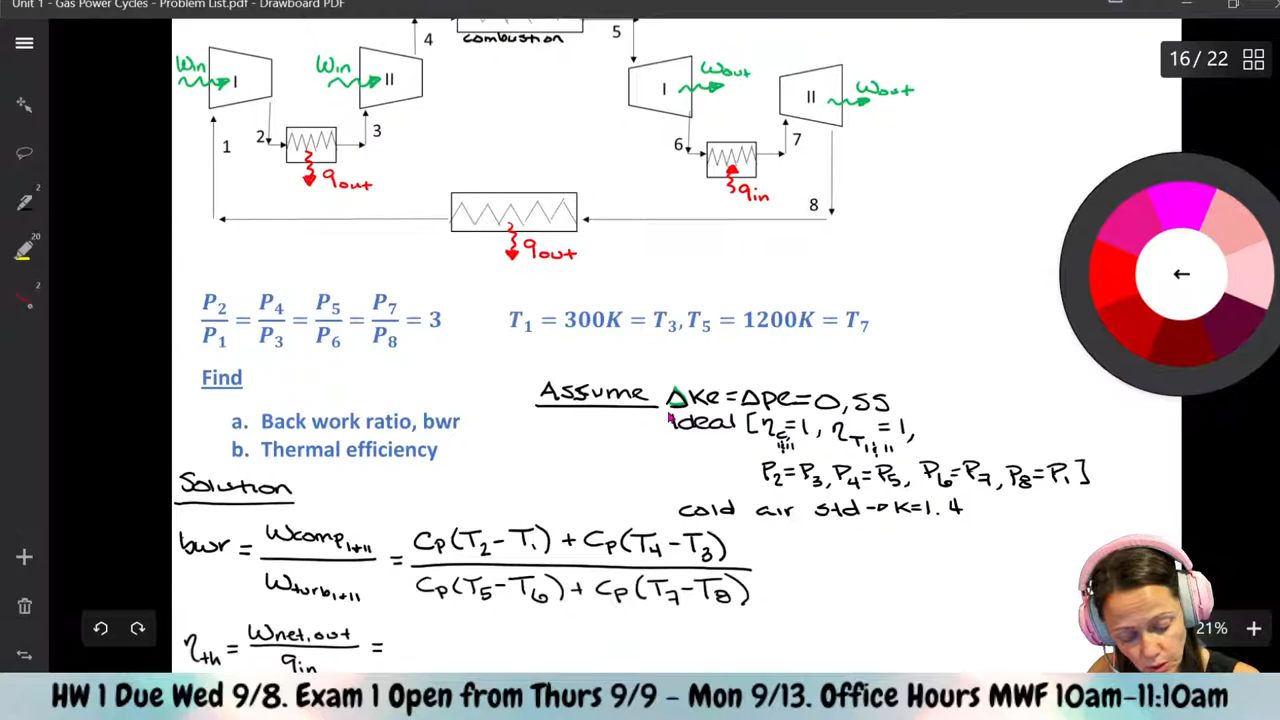 Unit 1 - Gas Power Cycles - Problem List.pdf - Drawboard PDF
16 / 22
4
combustion
5
Win
I
Win
II
I
Wout
II
Wout
1
2
3
6
7
8
qout
qin
qout
P2/P1 = P4/P3 = P5/P6 = P7/P8 = 3
T1 = 300K = T3, T5 = 1200K = T7
Find
Assume ΔKe = ΔPe = 0, SS
ideal [ηc I,II = 1, ηT I,II = 1,
P2 = P3, P4 = P5, P6 = P7, P8 = P1]
cold air std → K = 1.4
a. Back work ratio, bwr
b. Thermal efficiency
Solution
bwr = Wcomp I+II / Wturb I+II = Cp(T2-T1) + Cp(T4-T3) / Cp(T5-T6) + Cp(T7-T8)
ηth = Wnet,out / qin =
2
20
2
21%
HW 1 Due Wed 9/8. Exam 1 Open from Thurs 9/9 - Mon 9/13. Office Hours MWF 10am-11:10am